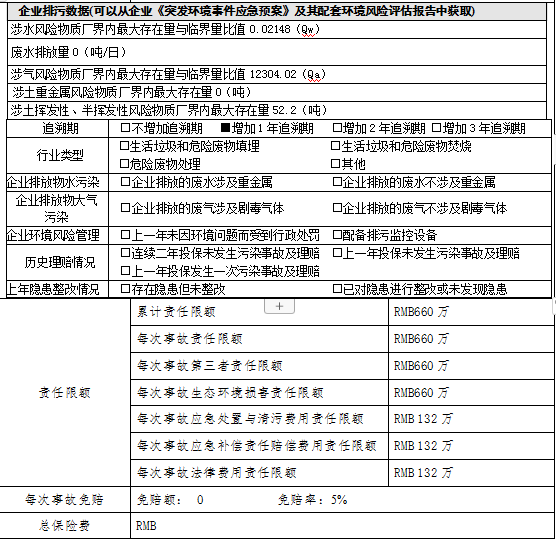 企业排污数据(可以从企业《突发环境事件应急预案》及其配套环境风险评估报告中获取)
涉水风险物质厂界内最大存在量与临界量比值 0.02148（Qw）
废水排放量 0（吨/日）
涉气风险物质厂界内最大存在量与临界量比值 12304.02（Qa）
涉土重金属风险物质厂界内最大存在量 0（吨）
涉土挥发性、半挥发性风险物质厂界内最大存在量 52.2（吨）
追溯期 □不增加追溯期 ■增加 1 年追溯期 □增加 2 年追溯期 □增加 3 年追溯期
行业类型 □生活垃圾和危险废物填埋 □生活垃圾和危险废物焚烧
□危险废物处理 □其他
企业排放物水污染 □企业排放的废水涉及重金属 □企业排放的废水不涉及重金属
企业排放物大气污染 □企业排放的废气涉及剧毒气体 □企业排放的废气不涉及剧毒气体
企业环境风险管理 □上一年未因环境问题而受到行政处罚 □配备排污监控设备
历史理赔情况 □连续二年投保未发生污染事故及理赔 □上一年投保未发生污染事故及理赔
□上一年投保发生一次污染事故及理赔
上年隐患整改情况 □存在隐患但未整改 □已对隐患进行整改或未发现隐患
责任限额 累计责任限额 RMB660 万
每次事故责任限额 RMB660 万
每次事故第三者责任限额 RMB660 万
每次事故生态环境损害责任限额 RMB660 万
每次事故应急处置与清污费用责任限额 RMB 132 万
每次事故应急补偿责任赔偿费用责任限额 RMB 132 万
每次事故法律费用责任限额 RMB 132 万
每次事故免赔 免赔额： 0 免赔率：5%
总保险费 RMB